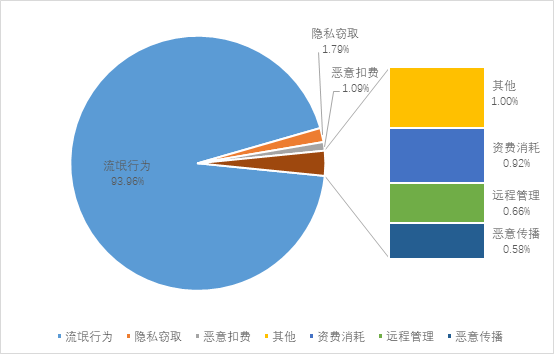 隐私窃取
1.79%
恶意扣费
1.09%
其他
1.00%
资费消耗
0.92%
流氓行为
93.96%
远程管理
0.66%
恶意传播
0.58%
流氓行为 隐私窃取 恶意扣费 其他 资费消耗 远程管理 恶意传播